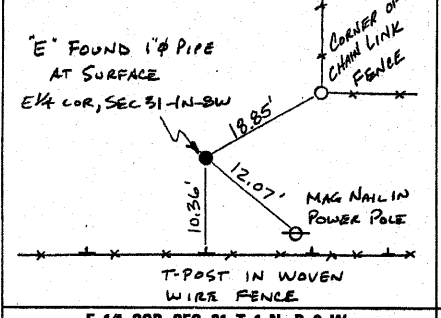 "E" FOUND 1"Ø PIPE
AT SURFACE
E1/4 COR, SEC 31-1N-8W
CORNER OF
CHAIN LINK
FENCE
18.85'
12.07'
10.36'
MAG NAIL IN
POWER POLE
T-POST IN WOVEN
WIRE FENCE